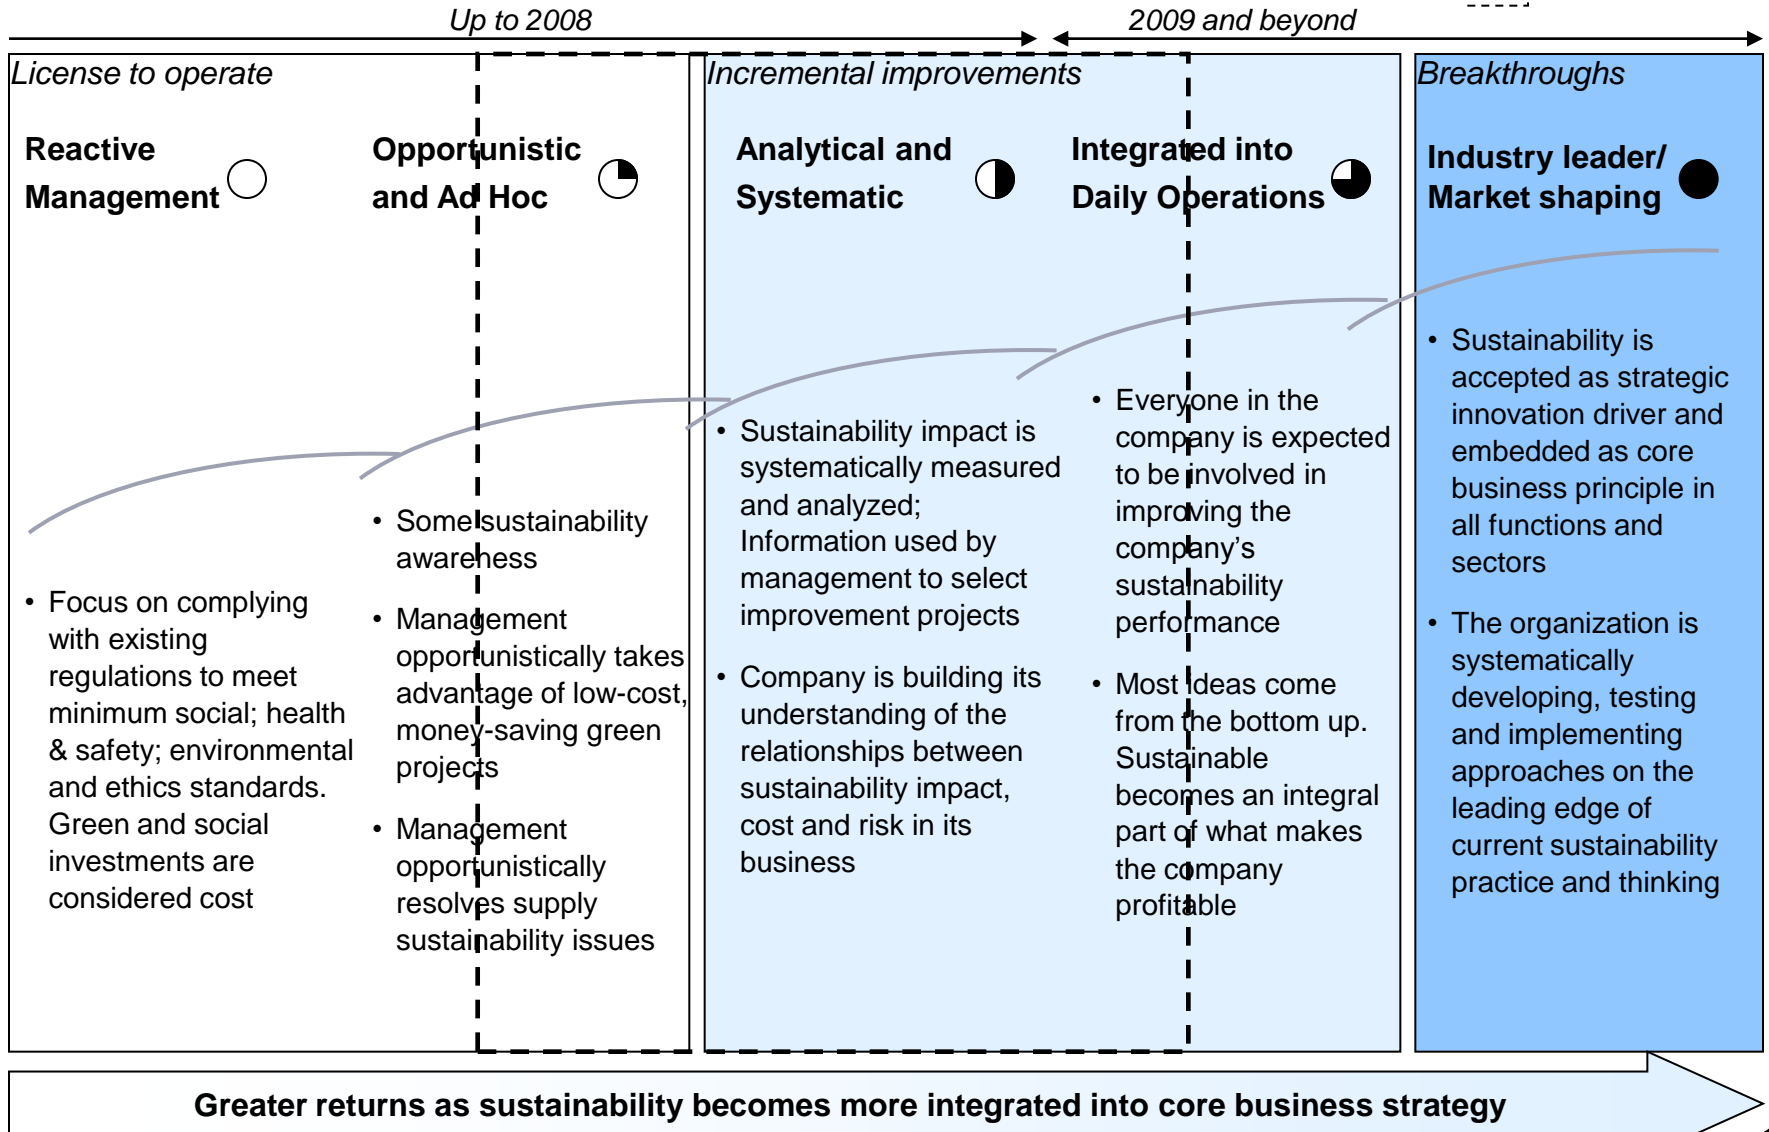 Up to 2008
2009 and beyond
License to operate
Reactive
Management
Opportunistic
and Ad Hoc
• Focus on complying
with existing
regulations to meet
minimum social; health
& safety; environmental
and ethics standards.
Green and social
investments are
considered cost
• Some sustainability
awareness
• Management
opportunistically takes
advantage of low-cost,
money-saving green
projects
• Management
opportunistically
resolves supply
sustainability issues
Incremental improvements
Analytical and
Systematic
Integrated into
Daily Operations
• Sustainability impact is
systematically measured
and analyzed;
Information used by
management to select
improvement projects
• Company is building its
understanding of the
relationships between
sustainability impact,
cost and risk in its
business
• Everyone in the
company is expected
to be involved in
improving the
company’s
sustainability
performance
• Most ideas come
from the bottom up.
Sustainable
becomes an integral
part of what makes
the company
profitable
Breakthroughs
Industry leader/
Market shaping
• Sustainability is
accepted as strategic
innovation driver and
embedded as core
business principle in
all functions and
sectors
• The organization is
systematically
developing, testing
and implementing
approaches on the
leading edge of
current sustainability
practice and thinking
Greater returns as sustainability becomes more integrated into core business strategy